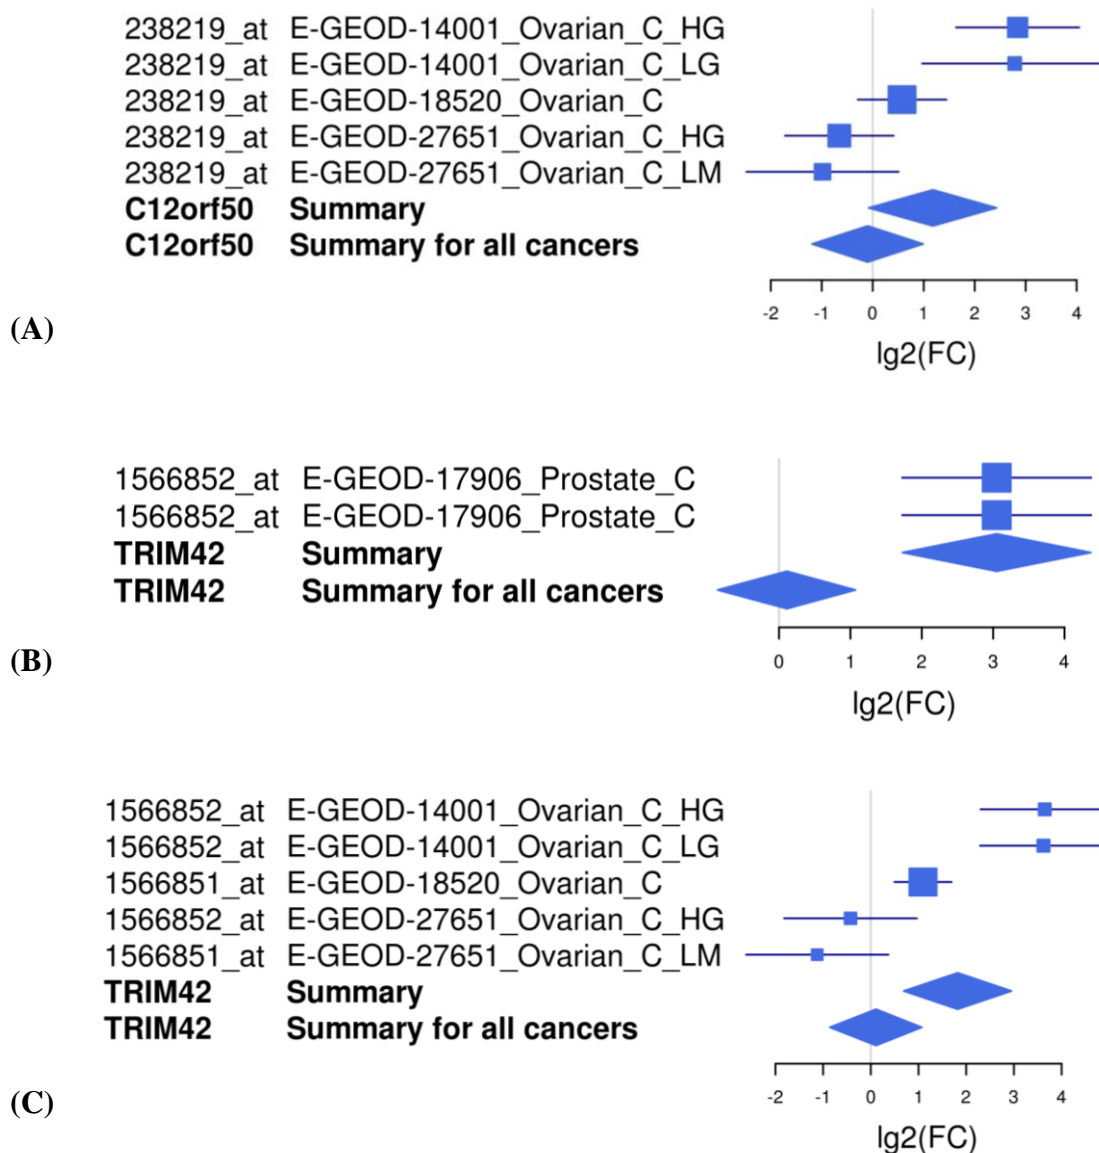 238219_at E-GEOD-14001_Ovarian_C_HG
238219_at E-GEOD-14001_Ovarian_C_LG
238219_at E-GEOD-18520_Ovarian_C
238219_at E-GEOD-27651_Ovarian_C_HG
238219_at E-GEOD-27651_Ovarian_C_LM
C12orf50 Summary
C12orf50 Summary for all cancers
-2 -1 0 1 2 3 4
(A)
lg2(FC)
1566852_at E-GEOD-17906_Prostate_C
1566852_at E-GEOD-17906_Prostate_C
TRIM42 Summary
TRIM42 Summary for all cancers
0 1 2 3 4
(B)
lg2(FC)
1566852_at E-GEOD-14001_Ovarian_C_HG
1566852_at E-GEOD-14001_Ovarian_C_LG
1566851_at E-GEOD-18520_Ovarian_C
1566852_at E-GEOD-27651_Ovarian_C_HG
1566851_at E-GEOD-27651_Ovarian_C_LM
TRIM42 Summary
TRIM42 Summary for all cancers
-2 -1 0 1 2 3 4
(C)
lg2(FC)